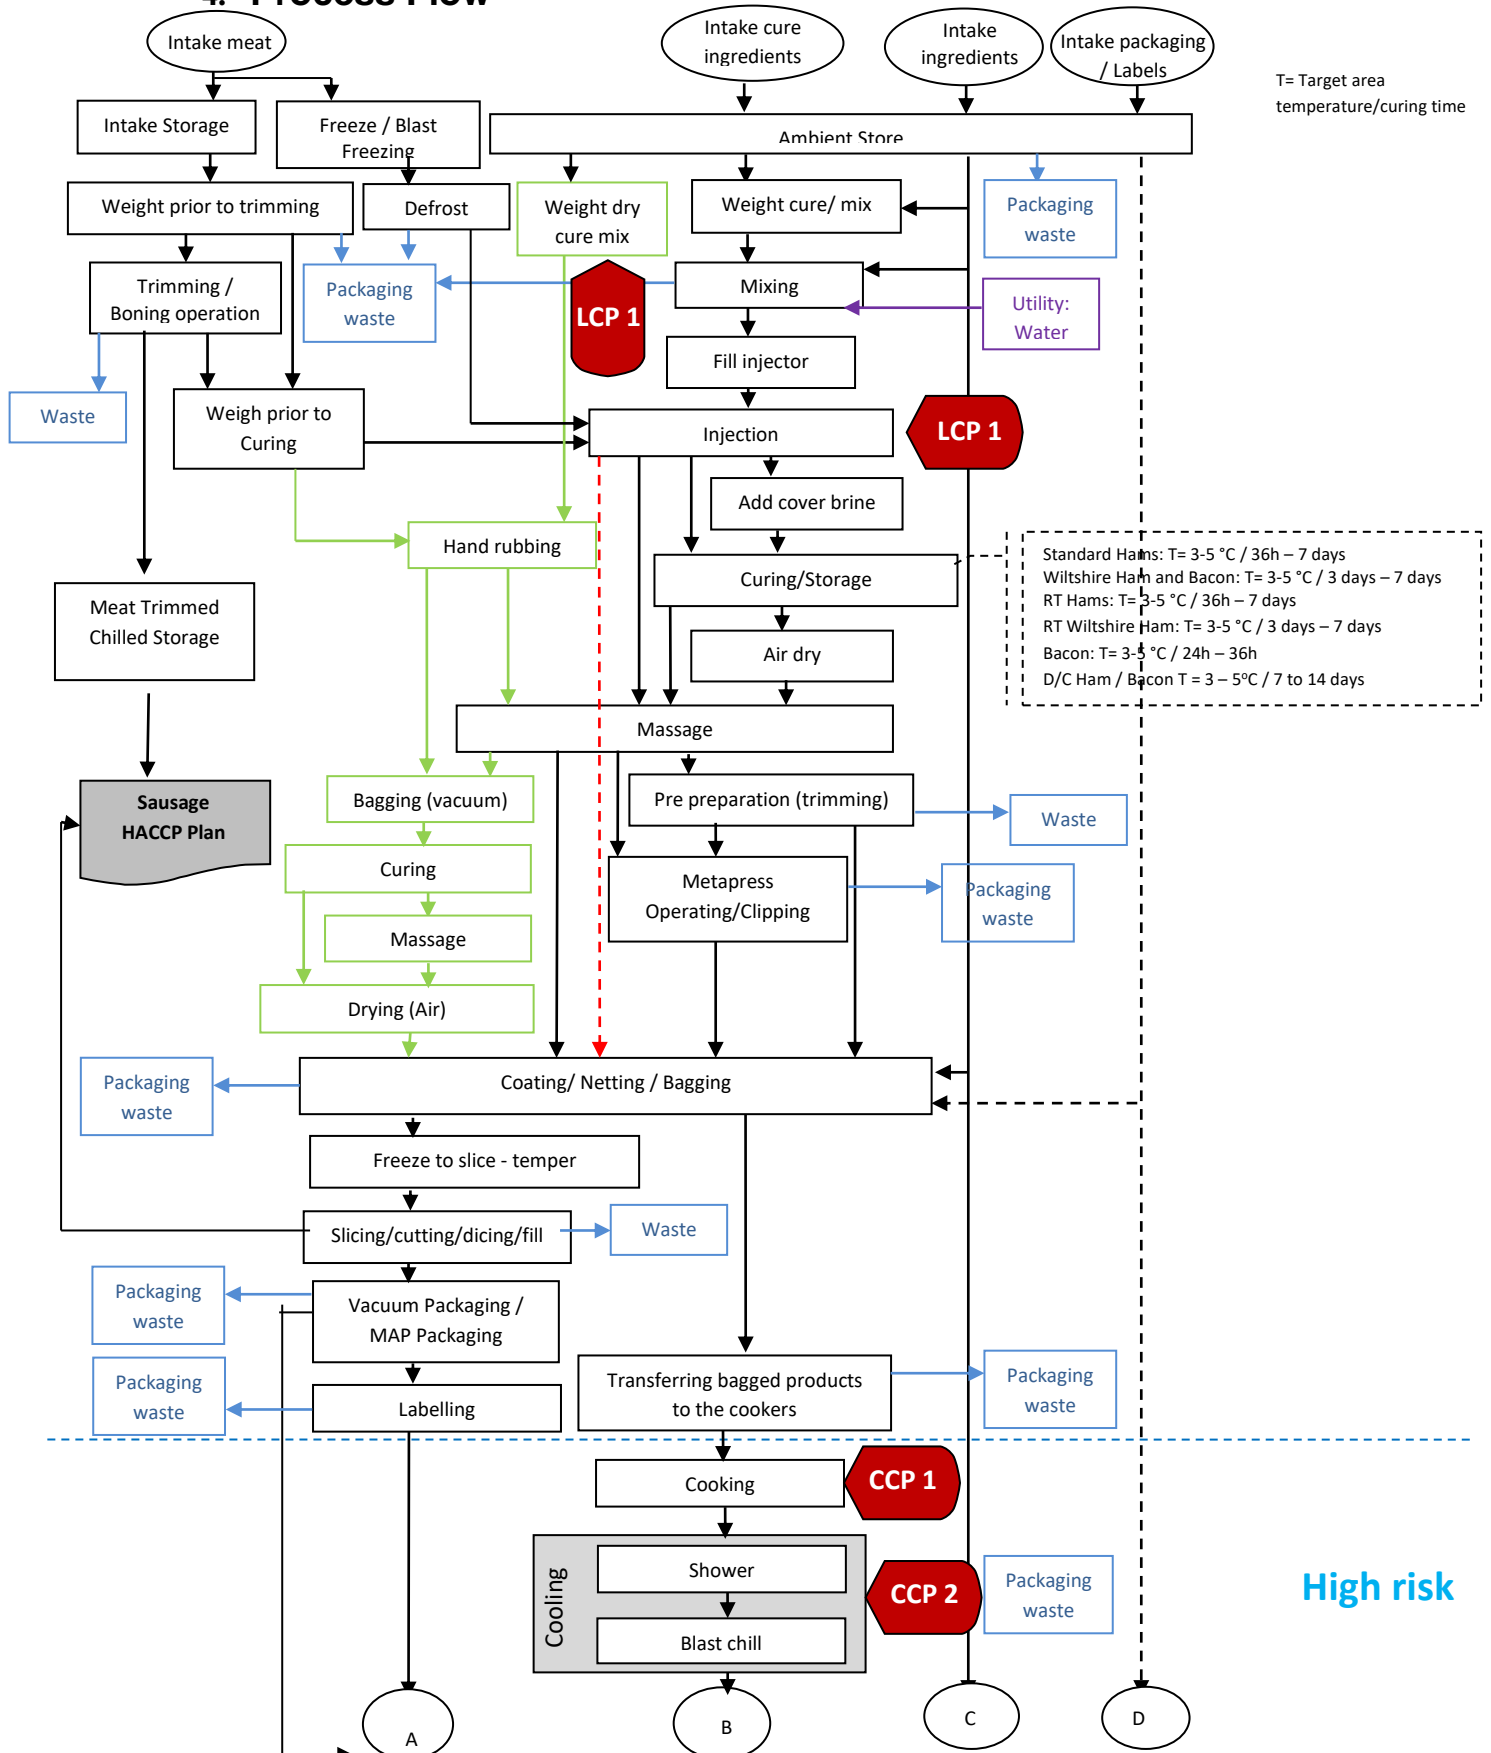 4. Process Flow
Intake meat
Intake cure
ingredients
Intake
ingredients
Intake packaging
/ Labels
T= Target area
temperature/curing time
Intake Storage
Freeze / Blast
Freezing
Ambient Store
Weight prior to trimming
Defrost
Weight dry
cure mix
Weight cure/ mix
Packaging
waste
Trimming /
Boning operation
Packaging
waste
LCP 1
Mixing
Utility:
Water
Fill injector
Waste
Weigh prior to
Curing
Injection
LCP 1
Add cover brine
Hand rubbing
Curing/Storage
Standard Hams: T= 3-5 °C / 36h – 7 days
Wiltshire Ham and Bacon: T= 3-5 °C / 3 days – 7 days
RT Hams: T= 3-5 °C / 36h – 7 days
RT Wiltshire Ham: T= 3-5 °C / 3 days – 7 days
Bacon: T= 3-5 °C / 24h – 36h
D/C Ham / Bacon T = 3 – 5°C / 7 to 14 days
Meat Trimmed
Chilled Storage
Air dry
Massage
Sausage
HACCP Plan
Bagging (vacuum)
Pre preparation (trimming)
Waste
Curing
Metapress
Operating/Clipping
Packaging
waste
Massage
Drying (Air)
Packaging
waste
Coating/ Netting / Bagging
Freeze to slice - temper
Slicing/cutting/dicing/fill
Waste
Packaging
waste
Vacuum Packaging /
MAP Packaging
Packaging
waste
Labelling
Transferring bagged products
to the cookers
Packaging
waste
Cooking
CCP 1
Cooling
Shower
Blast chill
CCP 2
Packaging
waste
High risk
A
B
C
D